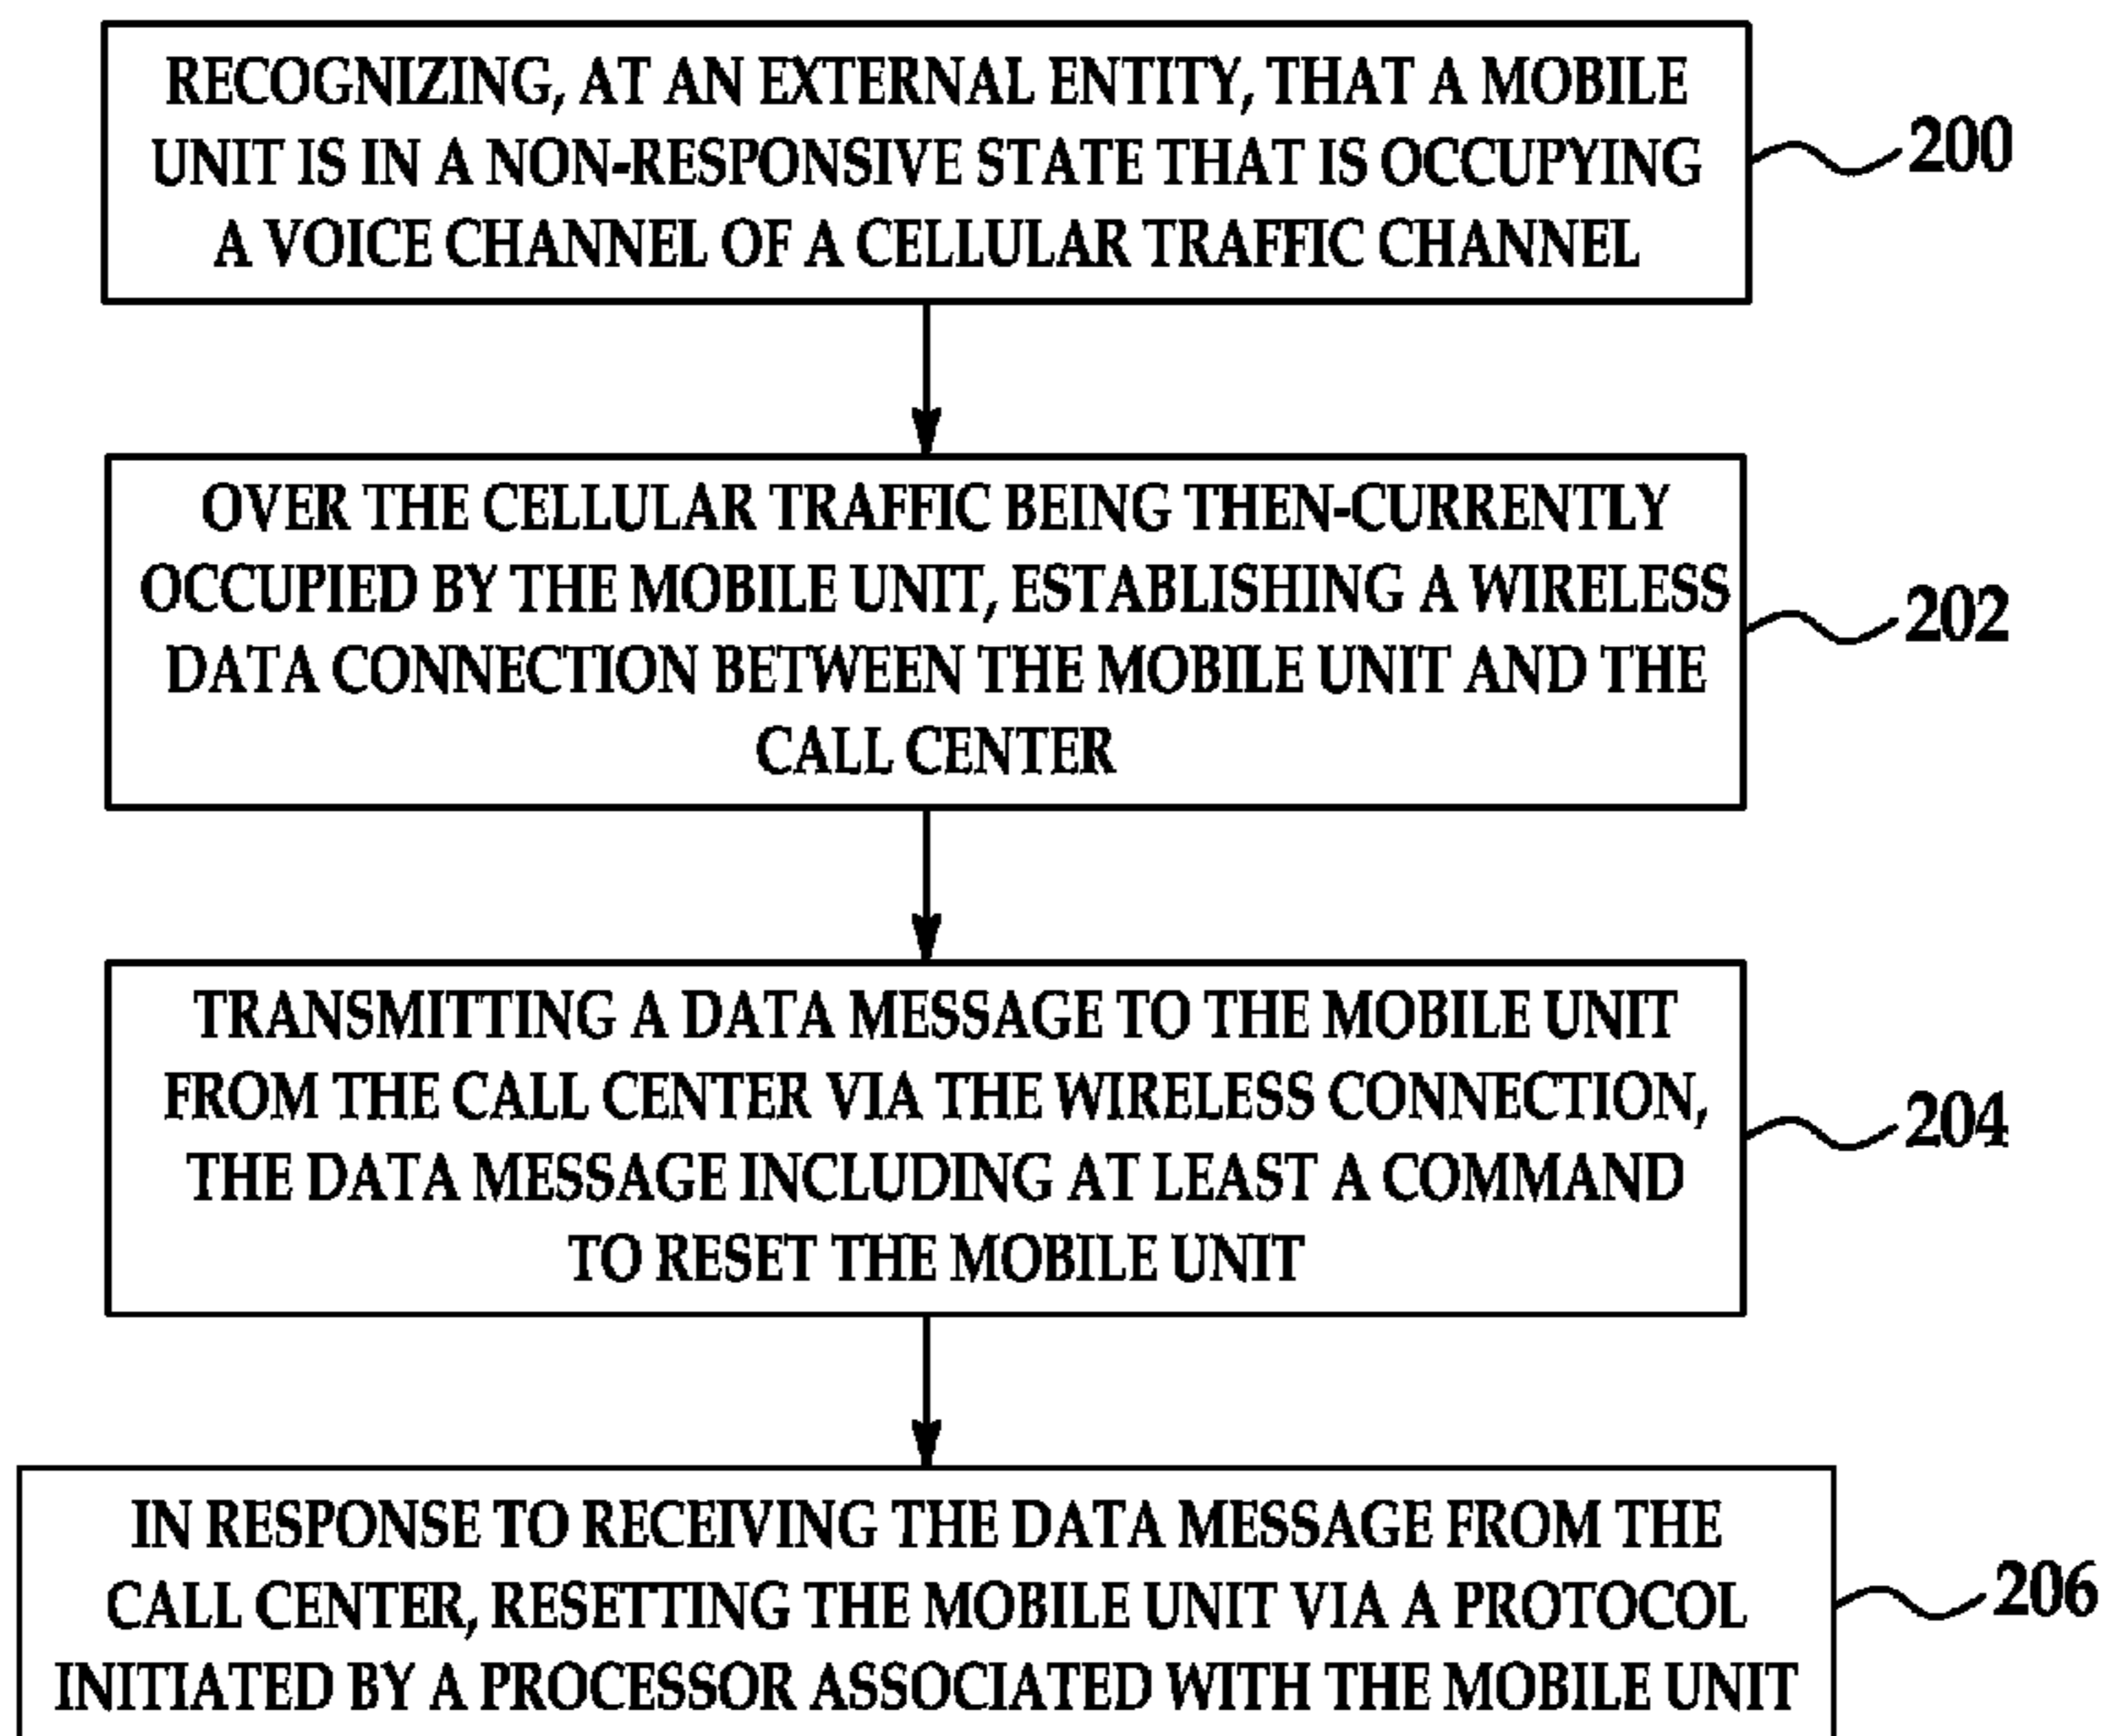 RECOGNIZING, AT AN EXTERNAL ENTITY, THAT A MOBILE
UNIT IS IN A NON-RESPONSIVE STATE THAT IS OCCUPYING
A VOICE CHANNEL OF A CELLULAR TRAFFIC CHANNEL
200
OVER THE CELLULAR TRAFFIC BEING THEN-CURRENTLY
OCCUPIED BY THE MOBILE UNIT, ESTABLISHING A WIRELESS
DATA CONNECTION BETWEEN THE MOBILE UNIT AND THE
CALL CENTER
202
TRANSMITTING A DATA MESSAGE TO THE MOBILE UNIT
FROM THE CALL CENTER VIA THE WIRELESS CONNECTION,
THE DATA MESSAGE INCLUDING AT LEAST A COMMAND
TO RESET THE MOBILE UNIT
204
IN RESPONSE TO RECEIVING THE DATA MESSAGE FROM THE
CALL CENTER, RESETTING THE MOBILE UNIT VIA A PROTOCOL
INITIATED BY A PROCESSOR ASSOCIATED WITH THE MOBILE UNIT
206